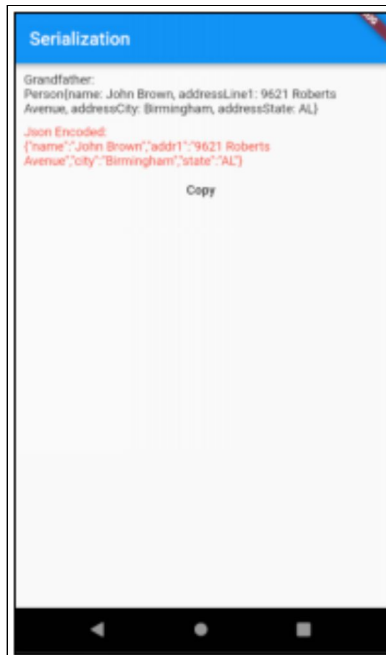 Serialization
Grandfather:
Person{name: John Brown, addressLine1: 9621 Roberts
Avenue, addressCity: Birmingham, addressState: AL}
Json Encoded:
{"name":"John Brown","addr1":"9621 Roberts
Avenue","city":"Birmingham","state":"AL"}
Copy